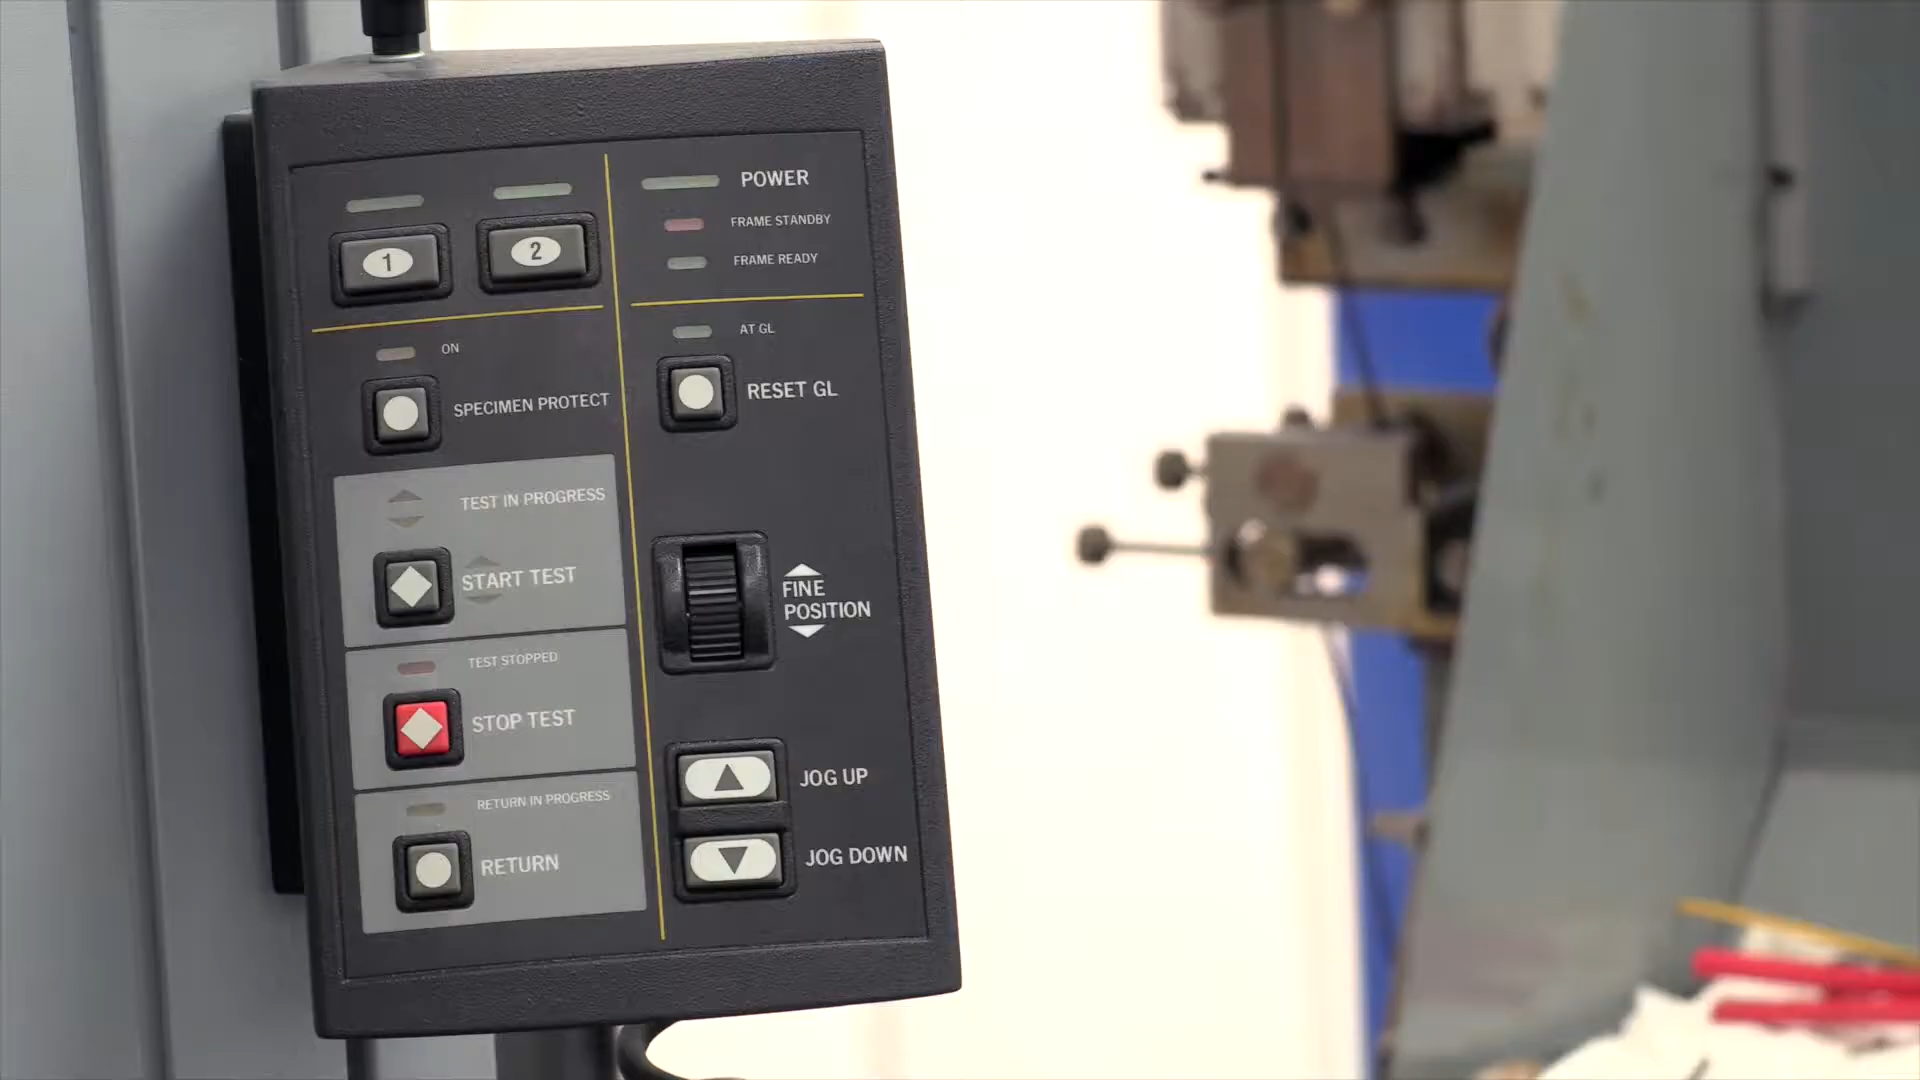 1
2
POWER
FRAME STANDBY
FRAME READY
ON
SPECIMEN PROTECT
AT GL
RESET GL
TEST IN PROGRESS
START TEST
TEST STOPPED
STOP TEST
RETURN IN PROGRESS
RETURN
FINE
POSITION
JOG UP
JOG DOWN